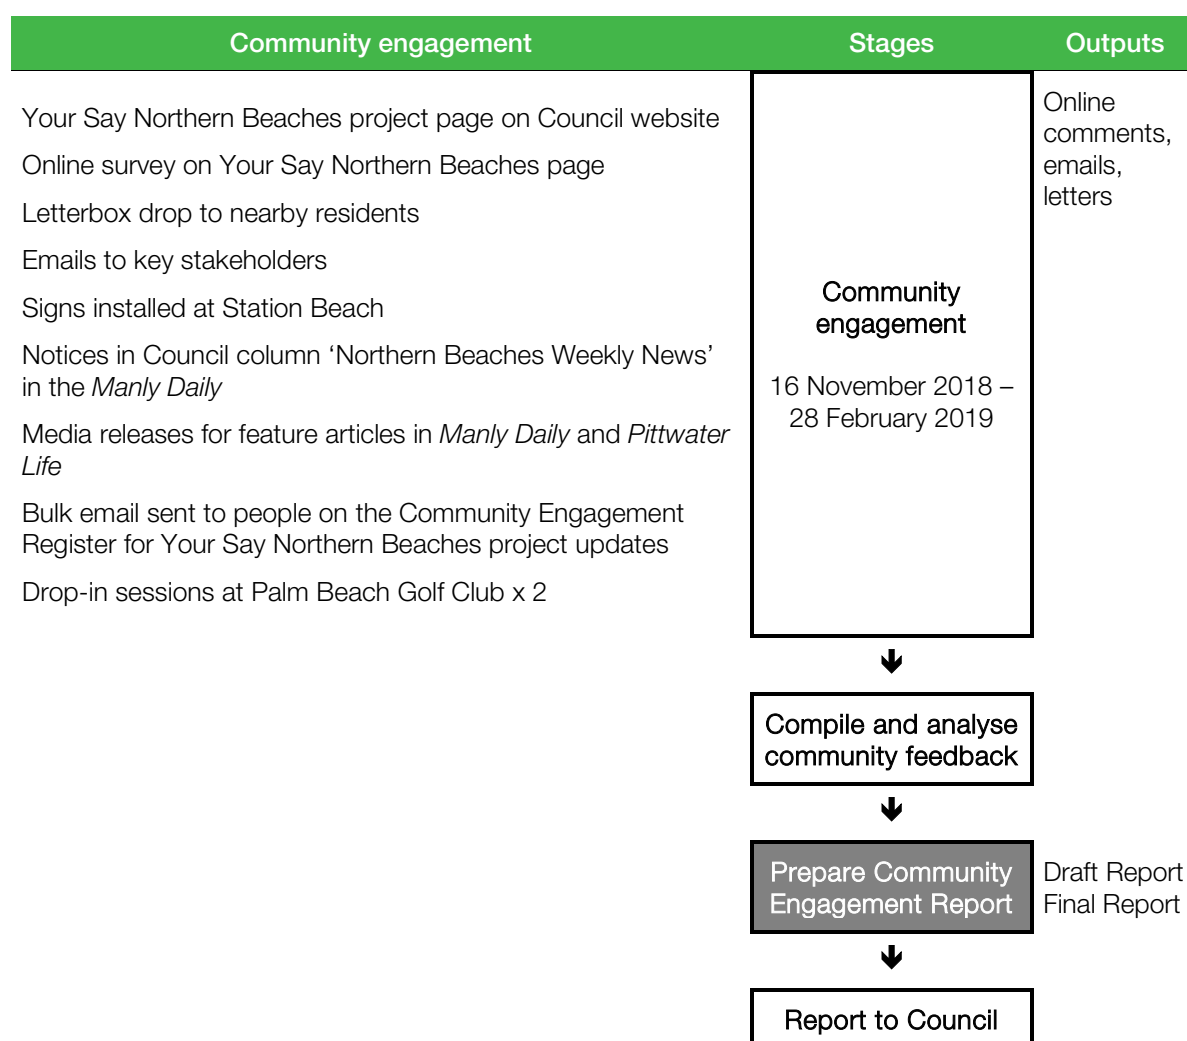 Community engagement
Stages
Outputs
Your Say Northern Beaches project page on Council website
Online survey on Your Say Northern Beaches page
Letterbox drop to nearby residents
Emails to key stakeholders
Signs installed at Station Beach
Notices in Council column ‘Northern Beaches Weekly News’
in the Manly Daily
Media releases for feature articles in Manly Daily and Pittwater
Life
Bulk email sent to people on the Community Engagement
Register for Your Say Northern Beaches project updates
Drop-in sessions at Palm Beach Golf Club x 2
Community
engagement
16 November 2018 –
28 February 2019
Online
comments,
emails,
letters
Compile and analyse
community feedback
Prepare Community
Engagement Report
Draft Report
Final Report
Report to Council